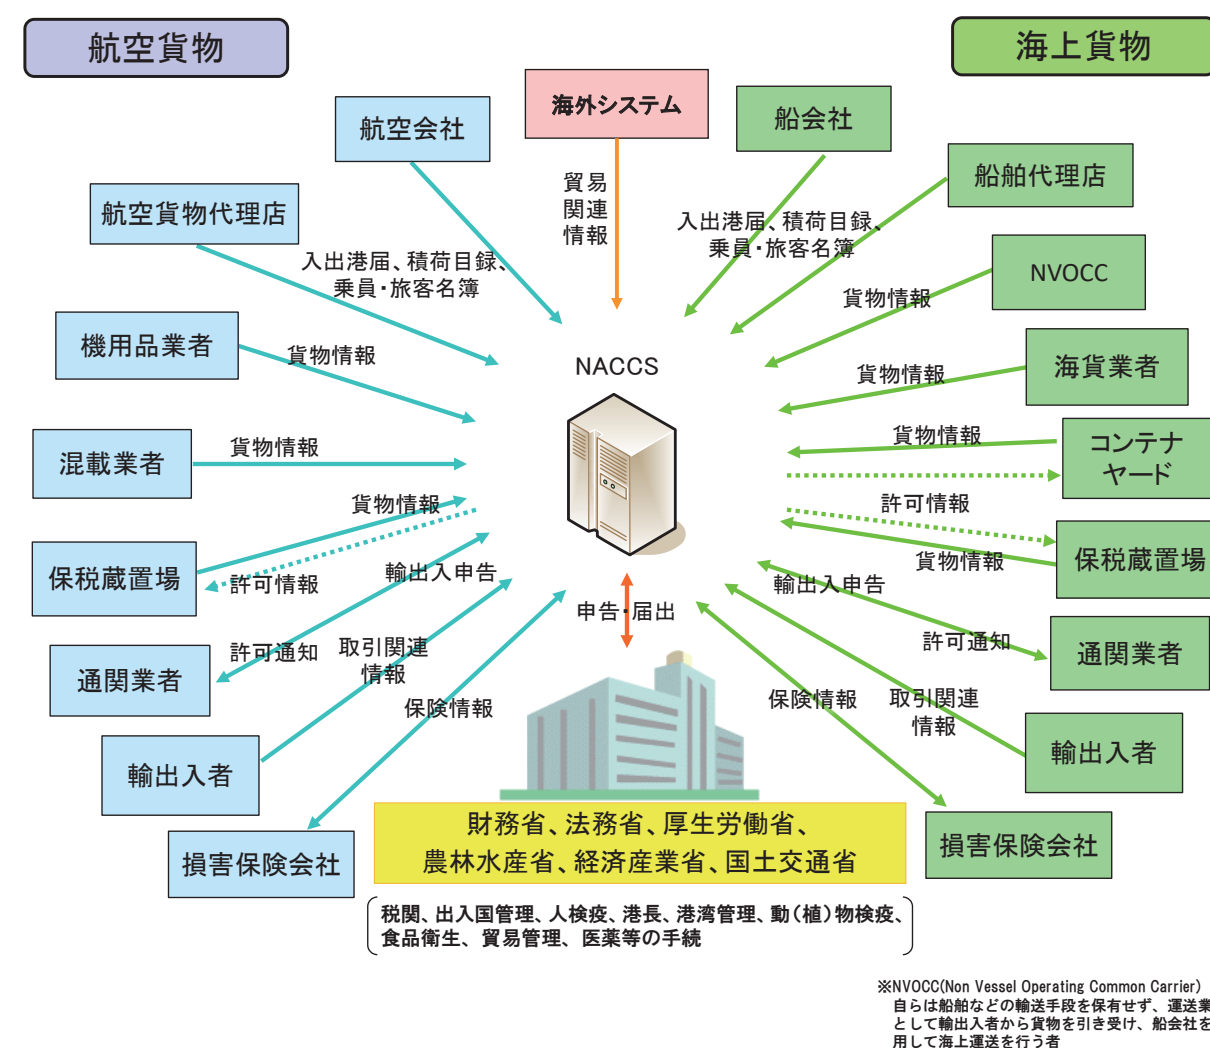 航空貨物
海上貨物
海外システム
航空会社
船会社
船舶代理店
航空貨物代理店
貿易
関連
情報
入出港届、積荷目録、
乗員・旅客名簿
入出港届、積荷目録、
乗員・旅客名簿
NVOCC
貨物情報
機用品業者
貨物情報
NACCS
海貨業者
貨物情報
混載業者
貨物情報
コンテナ
ヤード
貨物情報
許可情報
保税蔵置場
貨物情報
許可情報
保税蔵置場
貨物情報
輸出入申告
許可通知
通関業者
申告・届出
輸出入申告
許可通知
通関業者
取引関連
情報
輸出入者
取引関連
情報
輸出入者
保険情報
損害保険会社
保険情報
損害保険会社
財務省、法務省、厚生労働省、
農林水産省、経済産業省、国土交通省
税関、出入国管理、人検疫、港長、港湾管理、動(植)物検疫、
食品衛生、貿易管理、医薬等の手続
※NVOCC(Non Vessel Operating Common Carrier)
自らは船舶などの輸送手段を保有せず、運送業
として輸出入者から貨物を引き受け、船会社を
用して海上運送を行う者